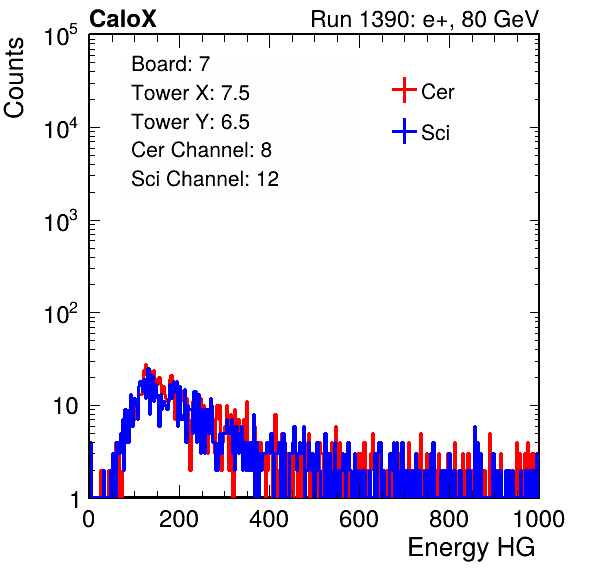 CaloX Run 1390: e+, 80 GeV
Counts
Board: 7
Tower X: 7.5
Tower Y: 6.5
Cer Channel: 8
Sci Channel: 12
Cer
Sci
10^5
10^4
10^3
10^2
10
1
0 200 400 600 800 1000
Energy HG